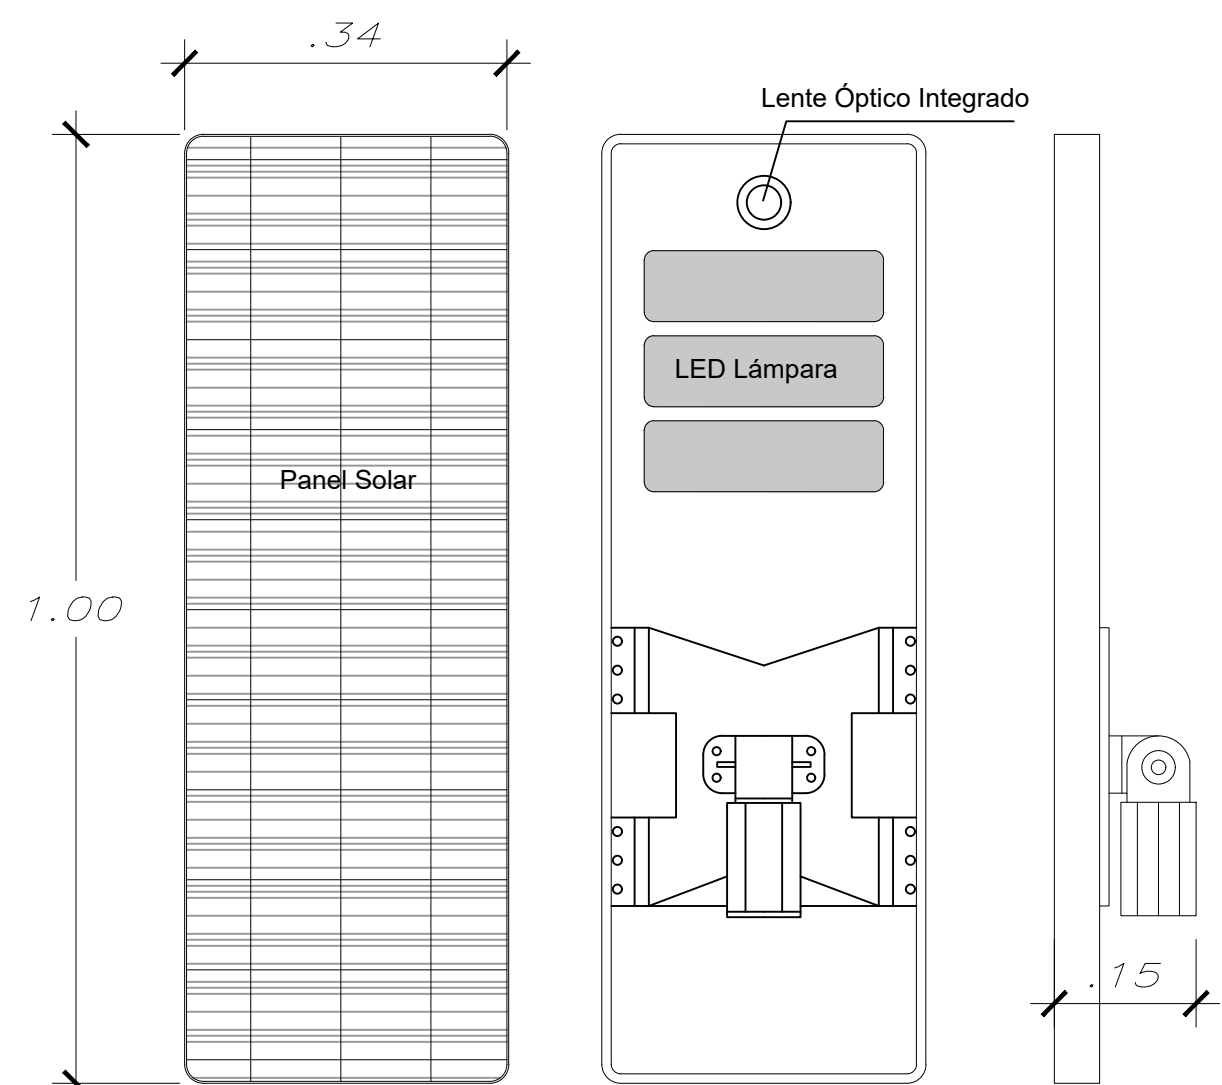 .34
Lente Óptico Integrado
LED Lámpara
Panel Solar
1.00
.15